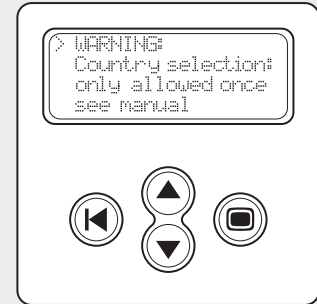 > WARNING:
Country selection:
only allowed once
see manual